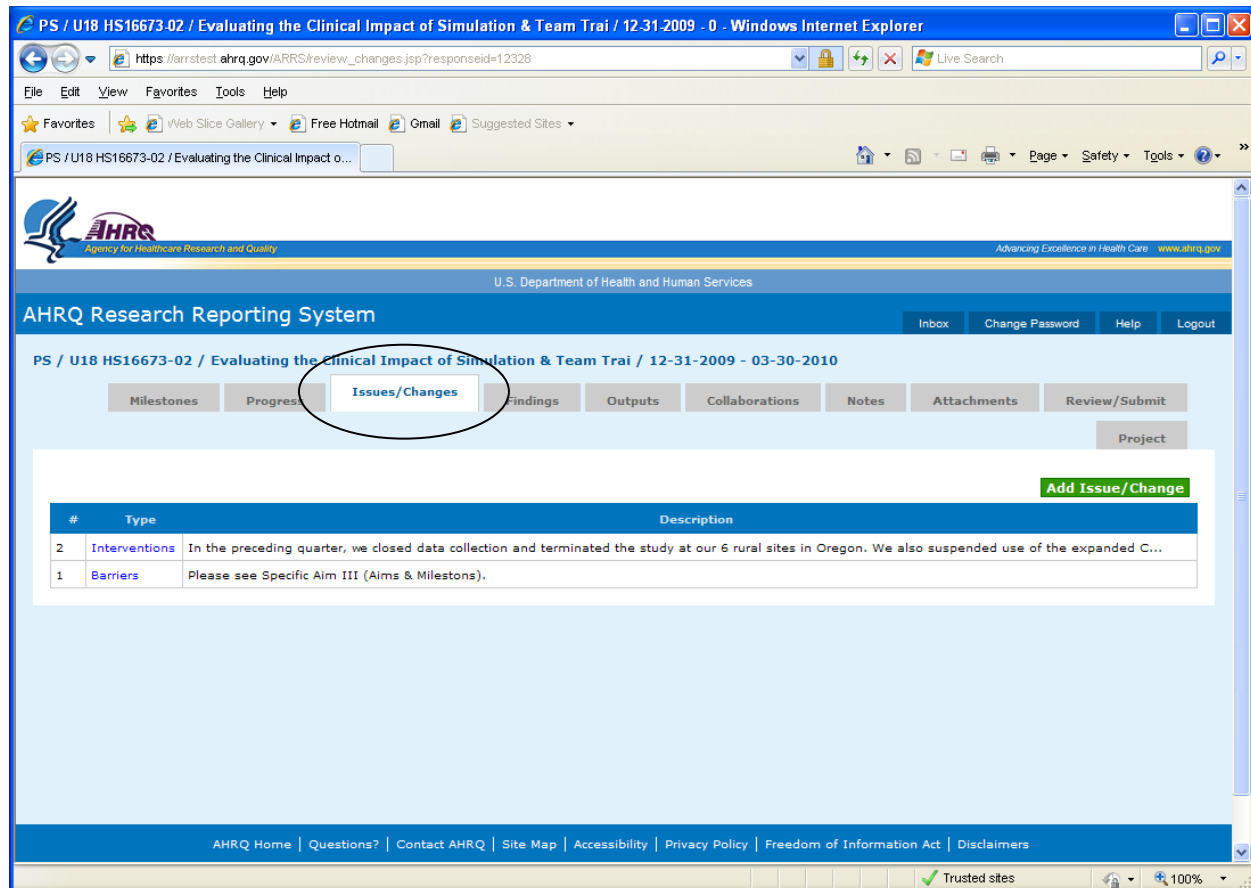 PS / U18 HS16673-02 / Evaluating the Clinical Impact of Simulation & Team Trai / 12-31-2009 - 0 - Windows Internet Explorer
https://arrstest.ahrq.gov/ARRS/review_changes.jsp?responseid=12328
Live Search
File Edit View Favorites Tools Help
Favorites Web Slice Gallery Free Hotmail Gmail Suggested Sites
PS / U18 HS16673-02 / Evaluating the Clinical Impact o... Page Safety Tools
AHRQ
Agency for Healthcare Research and Quality Advancing Excellence in Health Care www.ahrq.gov
U.S. Department of Health and Human Services
AHRQ Research Reporting System Inbox Change Password Help Logout
PS / U18 HS16673-02 / Evaluating the Clinical Impact of Simulation & Team Trai / 12-31-2009 - 03-30-2010
Milestones Progress Issues/Changes Findings Outputs Collaborations Notes Attachments Review/Submit
Project
Add Issue/Change
# Type Description
2 Interventions In the preceding quarter, we closed data collection and terminated the study at our 6 rural sites in Oregon. We also suspended use of the expanded C...
1 Barriers Please see Specific Aim III (Aims & Milestons).
AHRQ Home | Questions? | Contact AHRQ | Site Map | Accessibility | Privacy Policy | Freedom of Information Act | Disclaimers
Trusted sites 100%